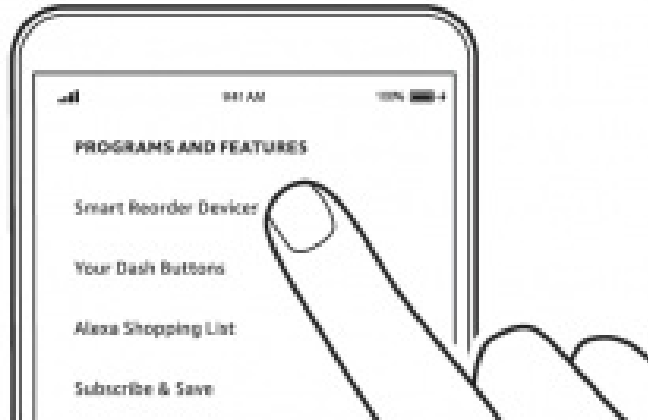 9:41 AM 100%
PROGRAMS AND FEATURES
Smart Reorder Devices
Your Dash Buttons
Alexa Shopping List
Subscribe & Save